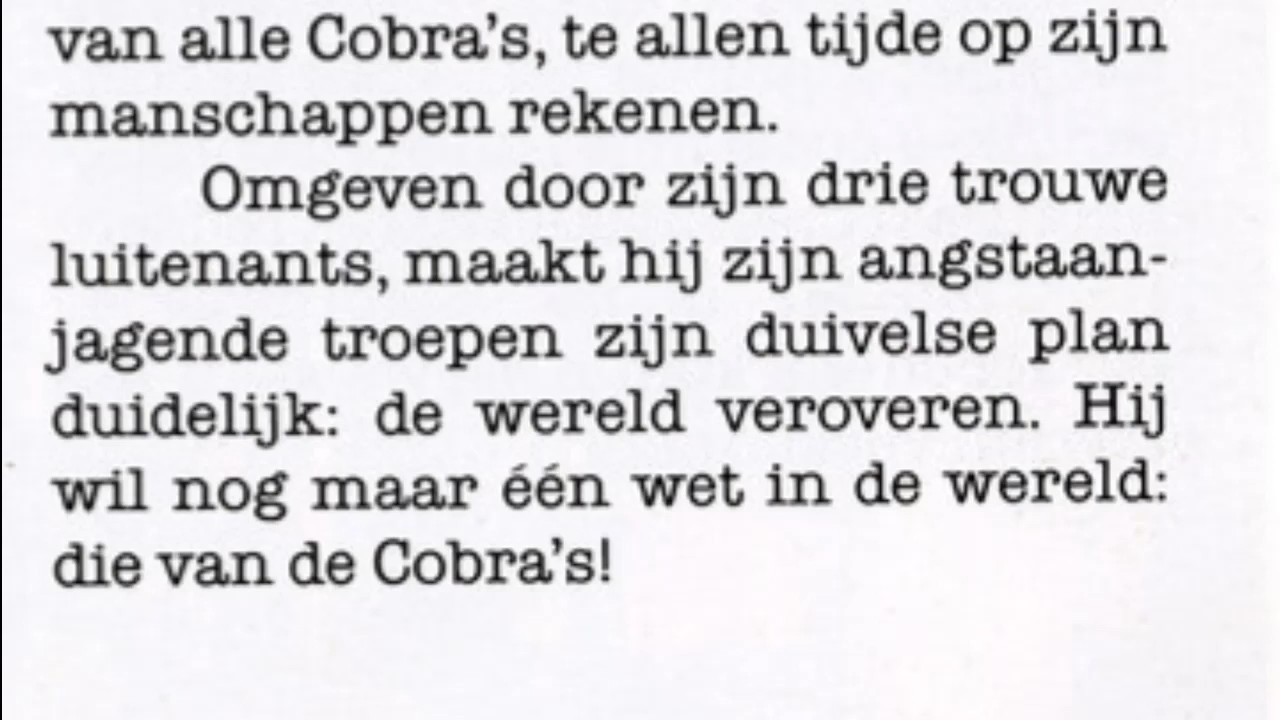 van alle Cobra's, te allen tijde op zijn
manschappen rekenen.
Omgeven door zijn drie trouwe
luitenants, maakt hij zijn angstaan-
jagende troepen zijn duivelse plan
duidelijk: de wereld veroveren. Hij
wil nog maar één wet in de wereld:
die van de Cobra's!